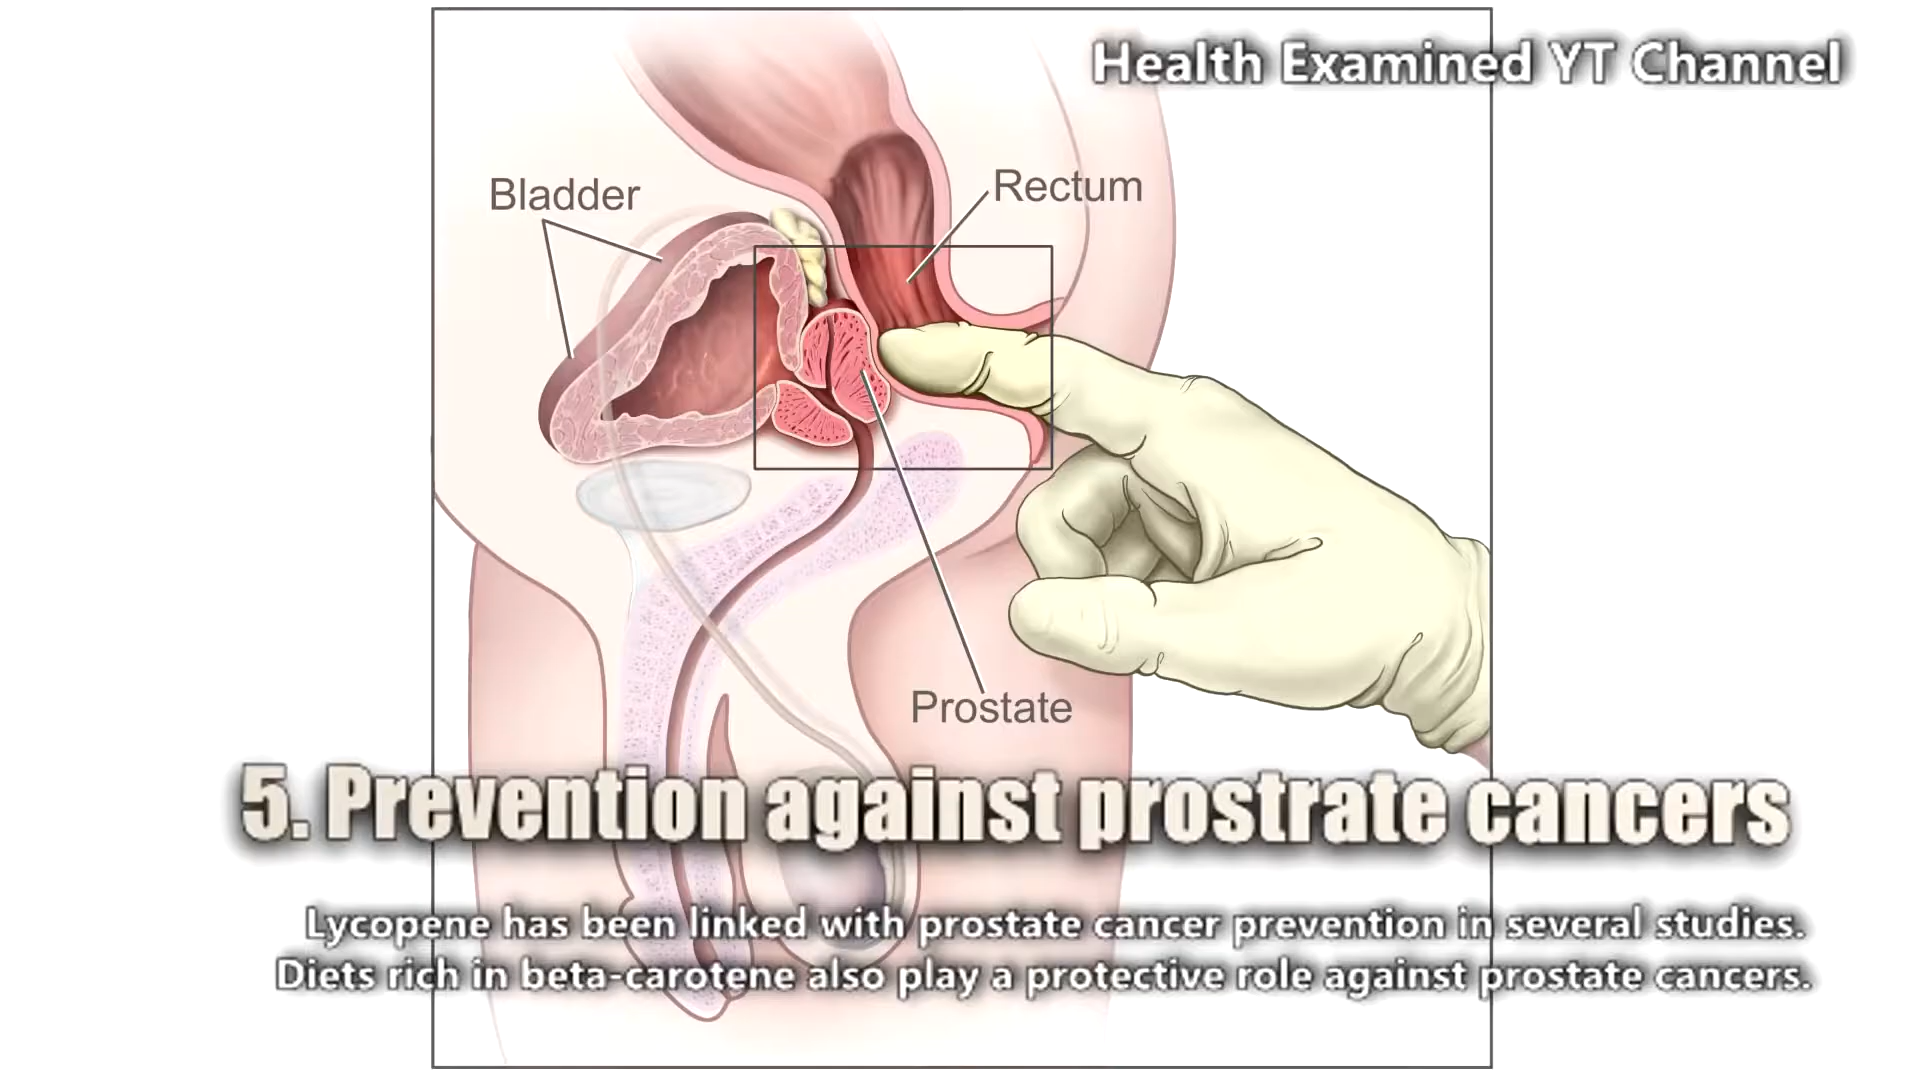 Health Examined YT Channel
Bladder
Rectum
Prostate
5. Prevention against prostrate cancers
Lycopene has been linked with prostate cancer prevention in several studies.
Diets rich in beta-carotene also play a protective role against prostate cancers.